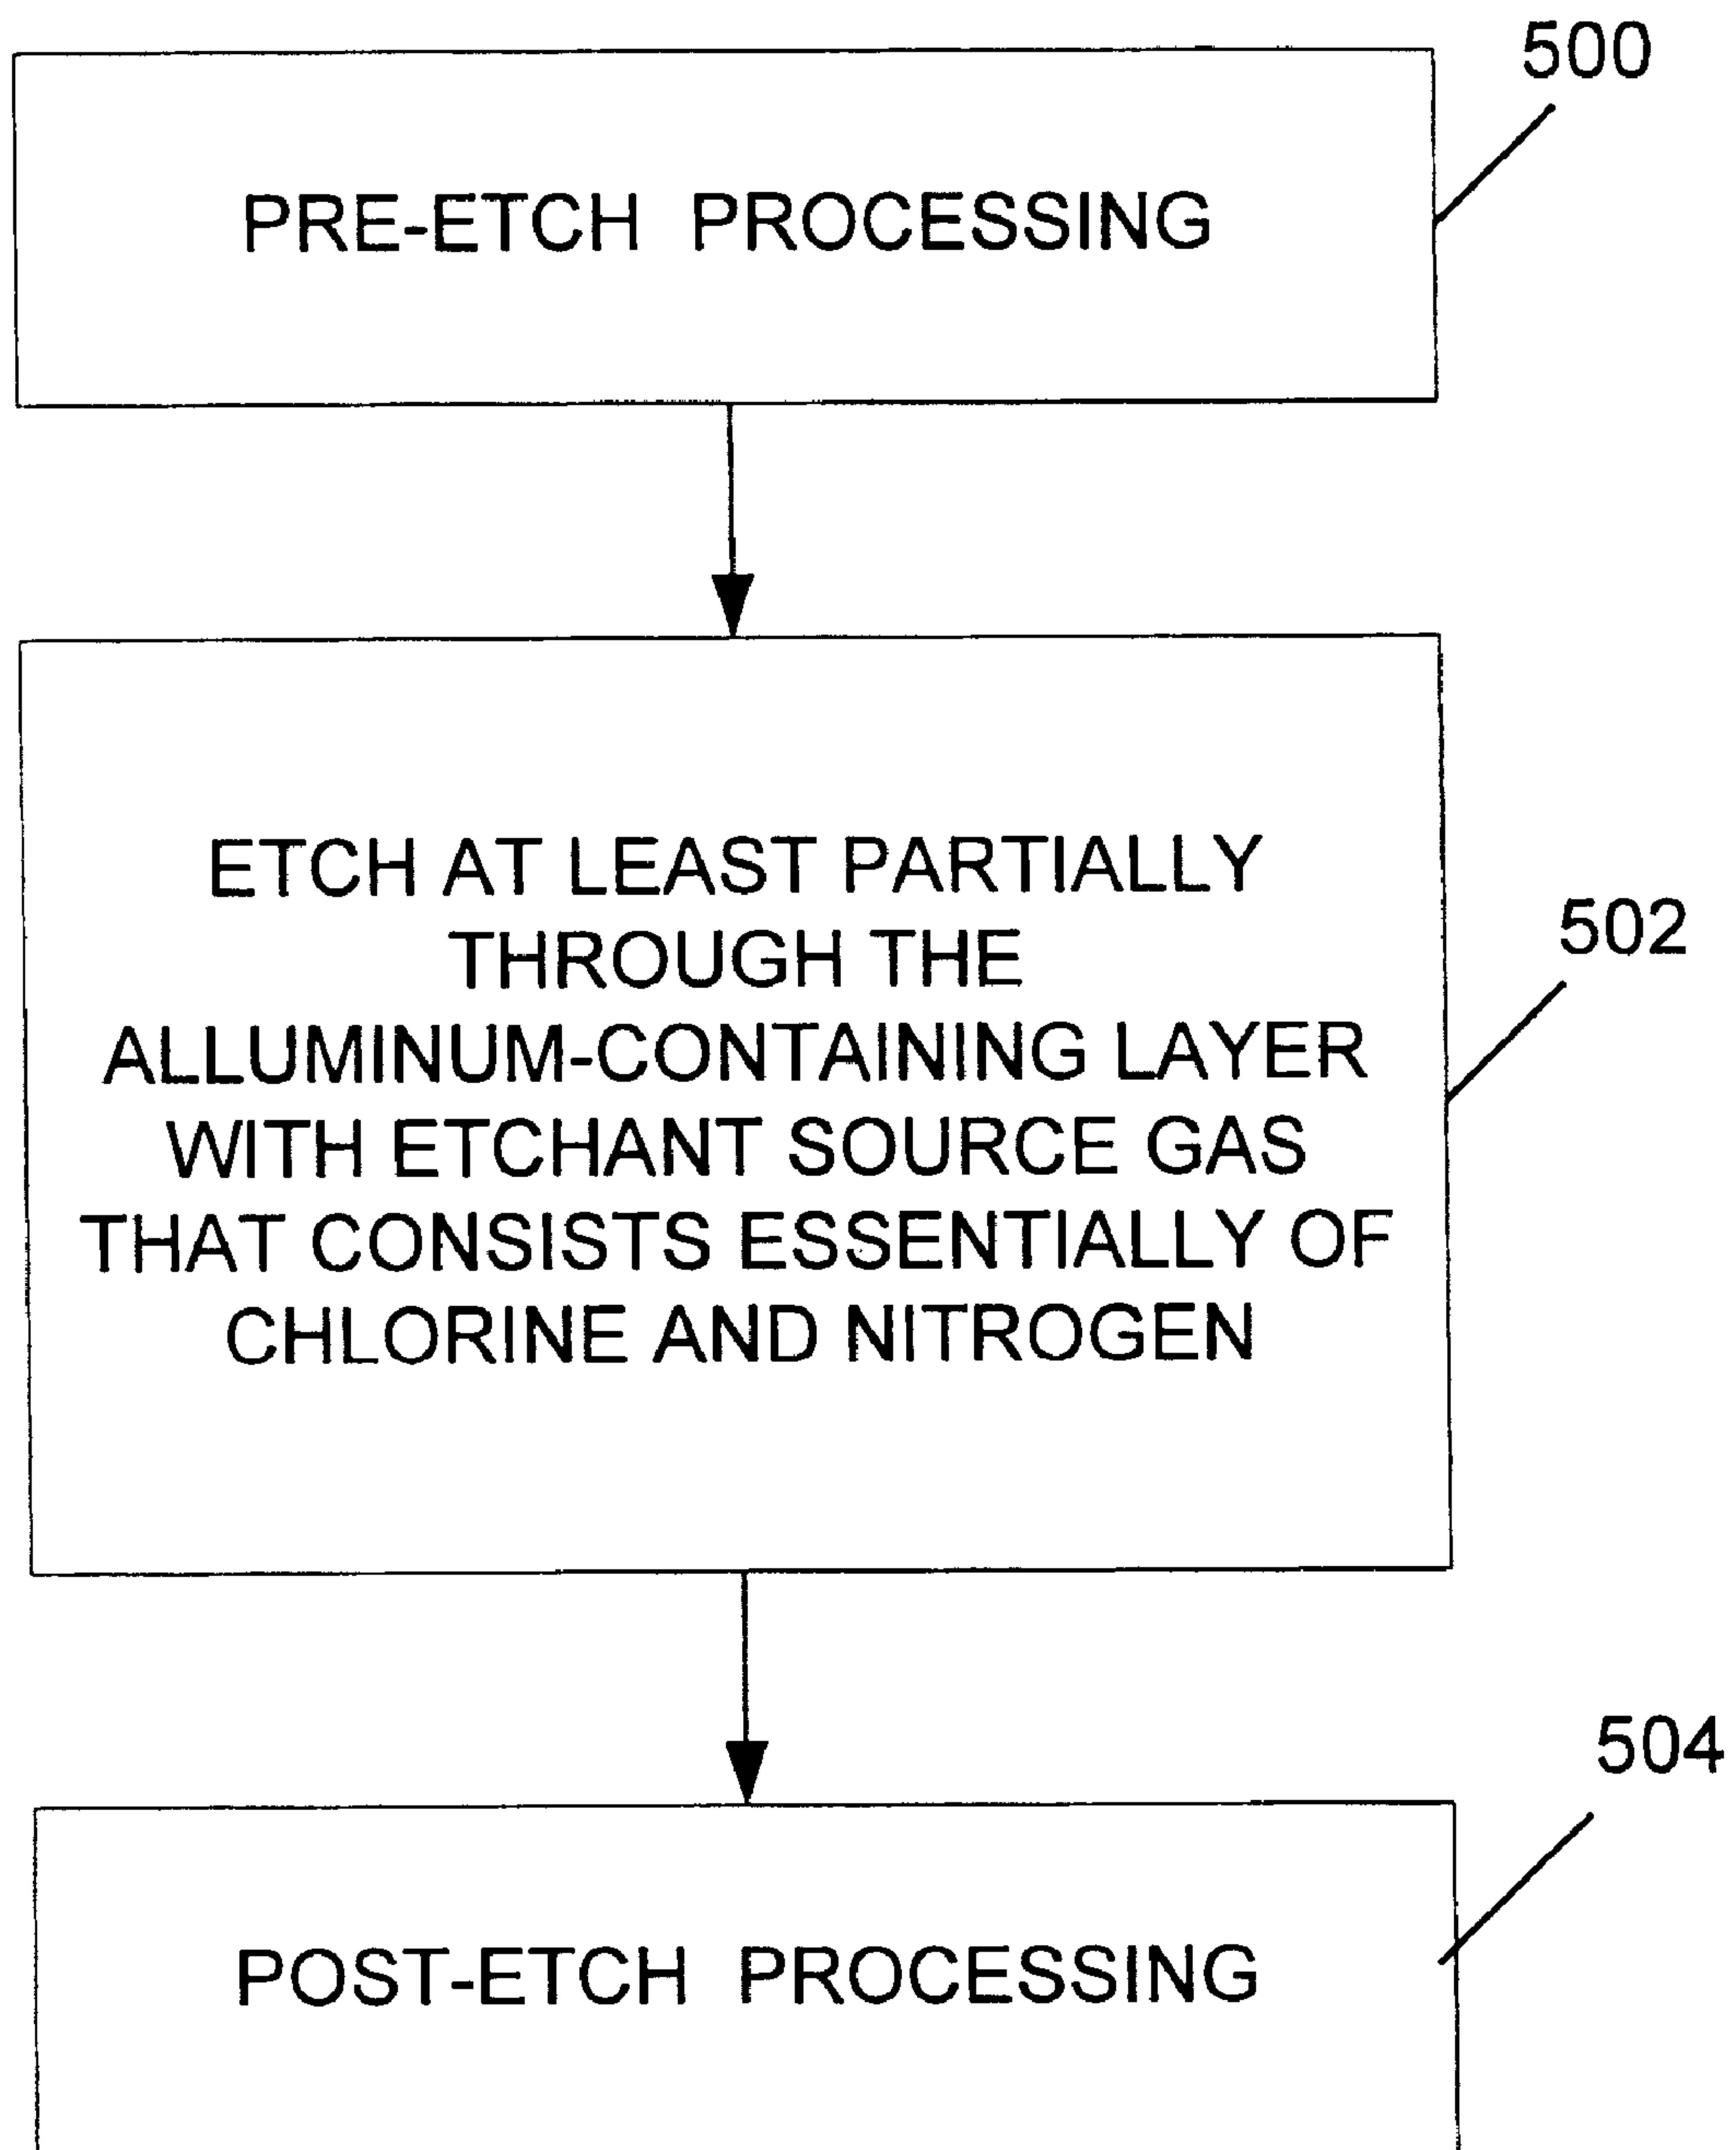 500
PRE-ETCH PROCESSING
ETCH AT LEAST PARTIALLY
THROUGH THE
ALLUMINUM-CONTAINING LAYER
WITH ETCHANT SOURCE GAS
THAT CONSISTS ESSENTIALLY OF
CHLORINE AND NITROGEN
502
504
POST-ETCH PROCESSING